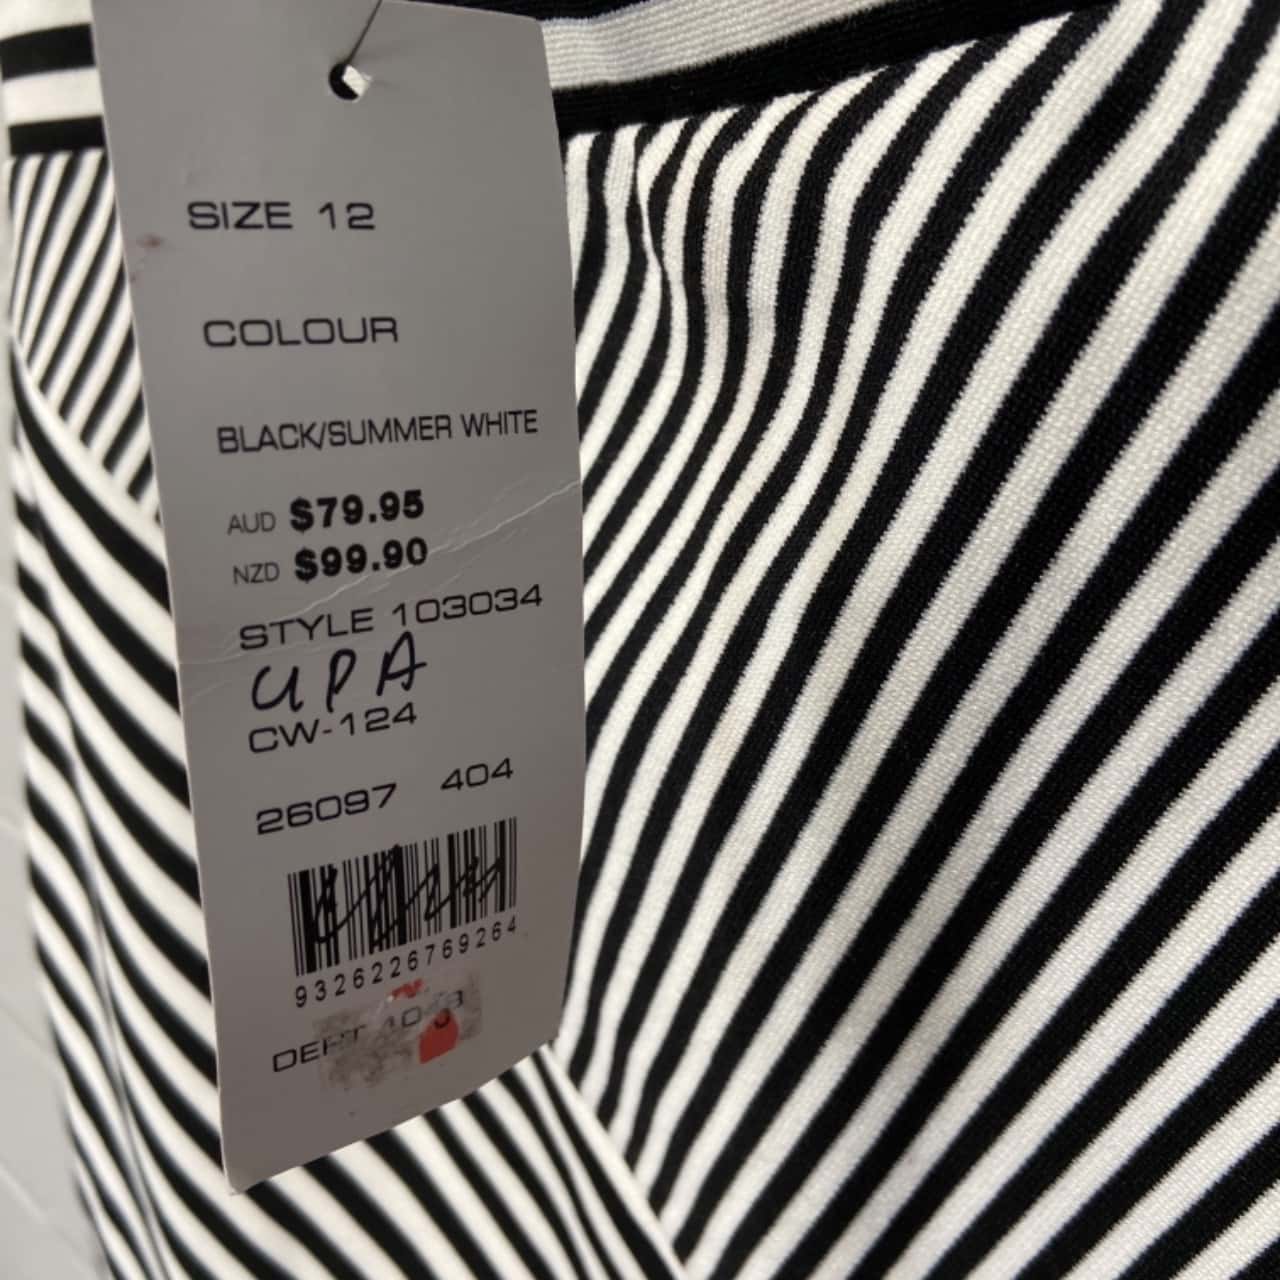 SIZE 12
COLOUR
BLACK/SUMMER WHITE
AUD $79.95
NZD $99.90
STYLE 103034
UPA
CW-124
26097 404
9326226769264